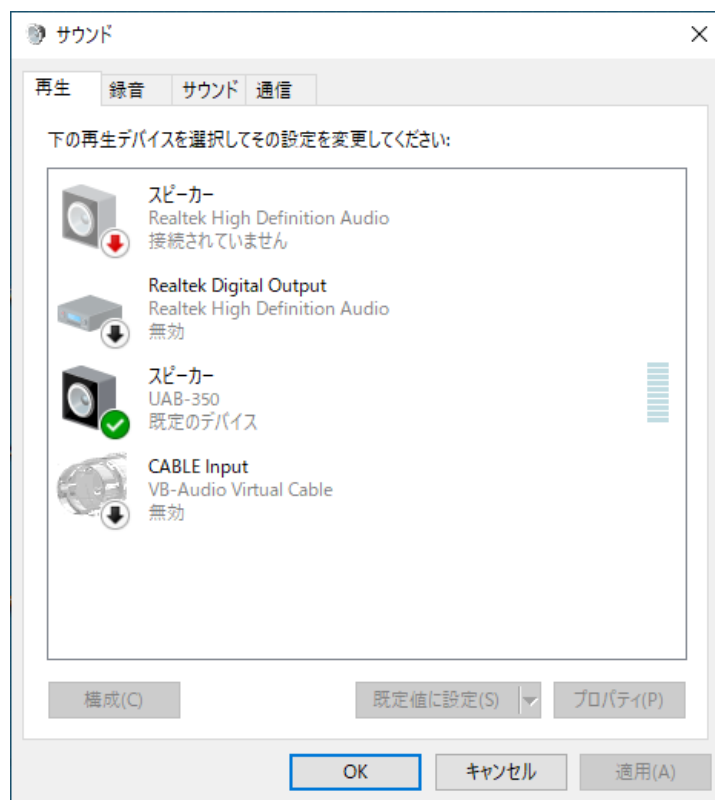 サウンド
再生
録音
サウンド
通信
下の再生デバイスを選択してその設定を変更してください:
スピーカー
Realtek High Definition Audio
接続されていません
Realtek Digital Output
Realtek High Definition Audio
無効
スピーカー
UAB-350
既定のデバイス
CABLE Input
VB-Audio Virtual Cable
無効
構成(C)
既定値に設定(S)
プロパティ(P)
OK
キャンセル
適用(A)